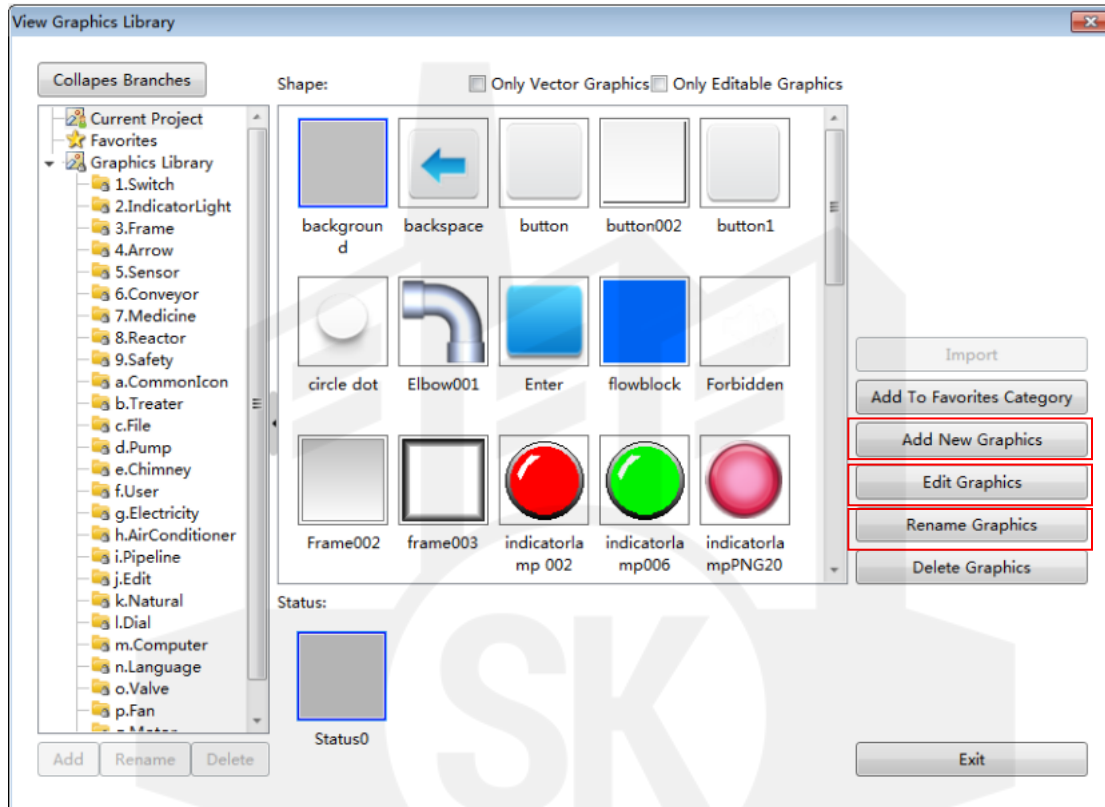 View Graphics Library
Collapes Branches
Shape:
Only Vector Graphics
Only Editable Graphics
Current Project
Favorites
Graphics Library
1.Switch
2.IndicatorLight
3.Frame
4.Arrow
5.Sensor
6.Conveyor
7.Medicine
8.Reactor
9.Safety
a.CommonIcon
b.Treater
c.File
d.Pump
e.Chimney
f.User
g.Electricity
h.AirConditioner
i.Pipeline
j.Edit
k.Natural
l.Dial
m.Computer
n.Language
o.Valve
p.Fan
Add Rename Delete
backgroun
d
backspace
button
button002
button1
circle dot
Elbow001
Enter
flowblock
Forbidden
Frame002
frame003
indicatorla
mp 002
indicatorla
mp006
indicatorla
mpPNG20
Status:
Status0
Import
Add To Favorites Category
Add New Graphics
Edit Graphics
Rename Graphics
Delete Graphics
Exit
SK